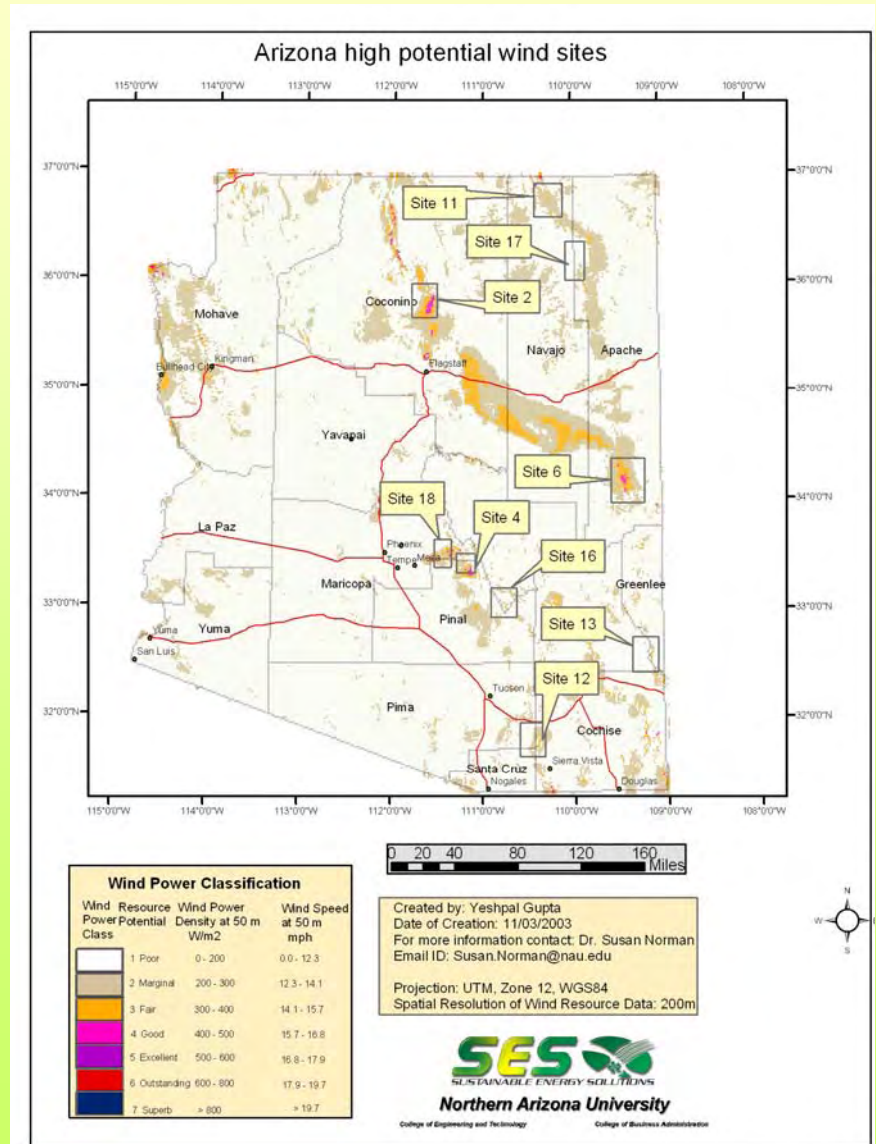 Arizona high potential wind sites
115°0'0"W 114°0'0"W 113°0'0"W 112°0'0"W 111°0'0"W 110°0'0"W 109°0'0"W 108°0'0"W
37°0'0"N 37°0'0"N
Site 11
Site 17
36°0'0"N 36°0'0"N
Site 2
Coconino
Mohave
Navajo Apache
Kingman
Flagstaff
Bullhead City
35°0'0"N 35°0'0"N
Yavapai
Site 6
34°0'0"N 34°0'0"N
Site 18
Site 4
La Paz
Phoenix
Mesa
Tempe
Site 16
Maricopa
Greenlee
33°0'0"N 33°0'0"N
Pinal
Site 13
Yuma Yuma
San Luis
Site 12
Tucson
32°0'0"N 32°0'0"N
Pima
Cochise
Santa Cruz
Sierra Vista
Nogales
Douglas
115°0'0"W 114°0'0"W 113°0'0"W 112°0'0"W 111°0'0"W 110°0'0"W 109°0'0"W 108°0'0"W
0 20 40 80 120 160
Miles
Wind Power Classification
Wind Power Class Resource Potential Wind Power Density at 50 m W/m2 Wind Speed at 50 m mph
1 Poor 0 - 200 0.0 - 12.3
2 Marginal 200 - 300 12.3 - 14.1
3 Fair 300 - 400 14.1 - 15.7
4 Good 400 - 500 15.7 - 16.8
5 Excellent 500 - 600 16.8 - 17.9
6 Outstanding 600 - 800 17.9 - 19.7
7 Superb > 800 > 19.7
Created by: Yeshpal Gupta
Date of Creation: 11/03/2003
For more information contact: Dr. Susan Norman
Email ID: Susan.Norman@nau.edu
Projection: UTM, Zone 12, WGS84
Spatial Resolution of Wind Resource Data: 200m
N
W
S
SES
SUSTAINABLE ENERGY SOLUTIONS
Northern Arizona University
College of Engineering and Technology College of Business Administration